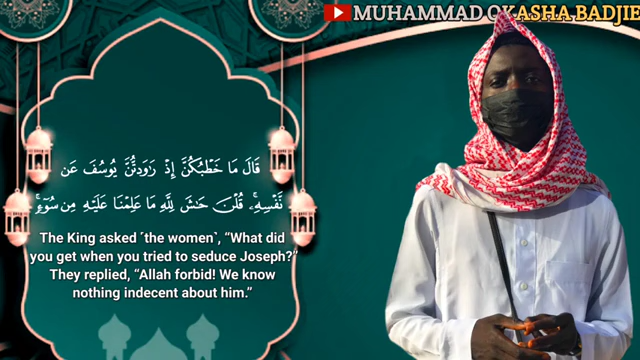 MUHAMMAD OKASHA BADJIE
قَالَ مَا خَطْبُكُنَّ إِذْ رَٰوَدتُّنَّ يُوسُفَ عَن
نَّفْسِهِۦۚ قُلْنَ حَٰشَ لِلَّهِ مَا عَلِمْنَا عَلَيْهِ مِن سُوٓءٍۚ
The King asked ˹the women˺, “What did
you get when you tried to seduce Joseph?”
They replied, “Allah forbid! We know
nothing indecent about him.”